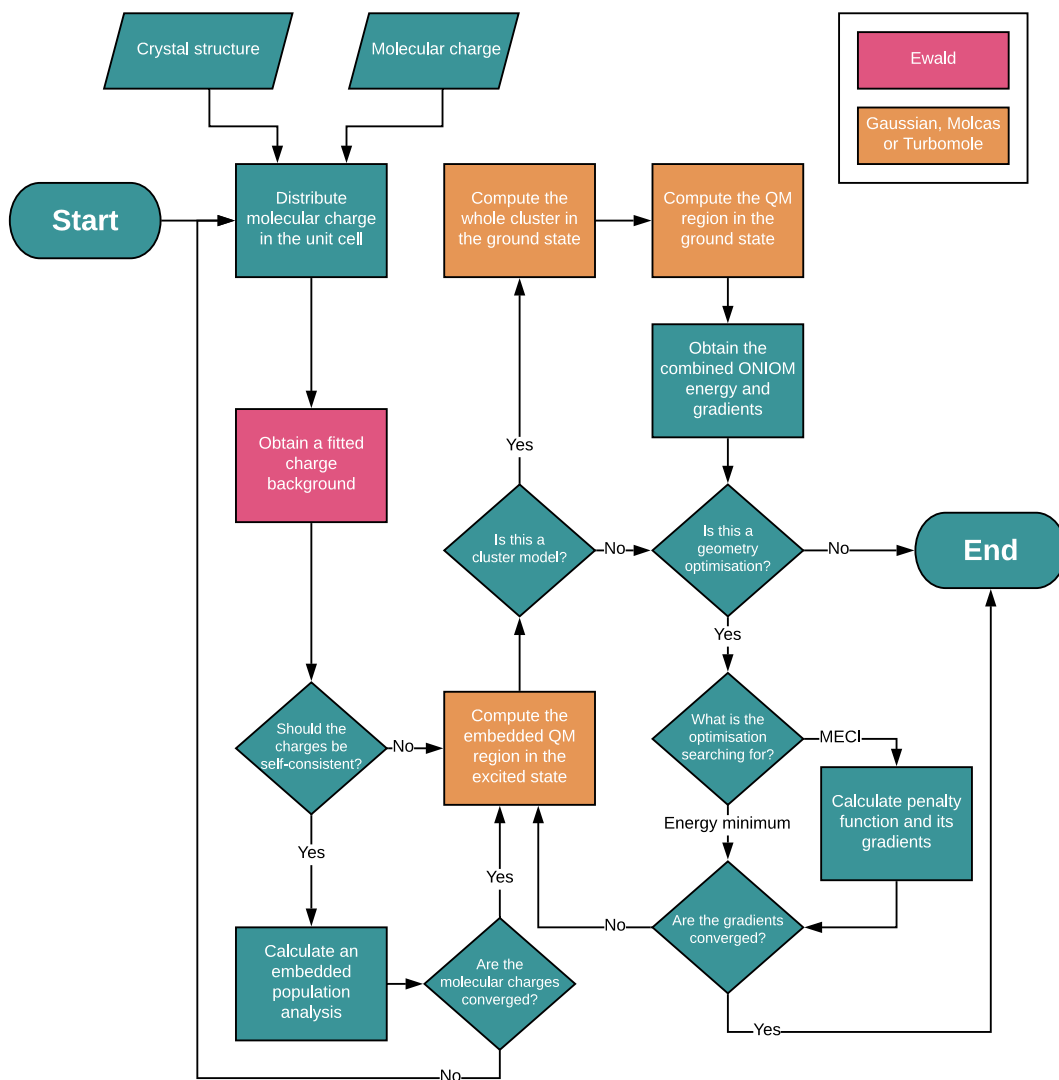 Crystal structure
Molecular charge
Ewald
Gaussian, Molcas
or Turbomole
Start
Distribute
molecular charge
in the unit cell
Compute the
whole cluster in
the ground state
Compute the QM
region in the
ground state
Obtain the
combined ONIOM
energy and
gradients
Obtain a fitted
charge
background
Yes
Is this a
cluster model?
No
Is this a
geometry
optimisation?
No
End
Yes
Should the
charges be
self-consistent?
No
Compute the
embedded QM
region in the
excited state
What is the
optimisation
searching for?
MECI
Calculate penalty
function and its
gradients
Energy minimum
Yes
Yes
No
Are the gradients
converged?
Calculate an
embedded
population
analysis
Are the
molecular charges
converged?
Yes
No